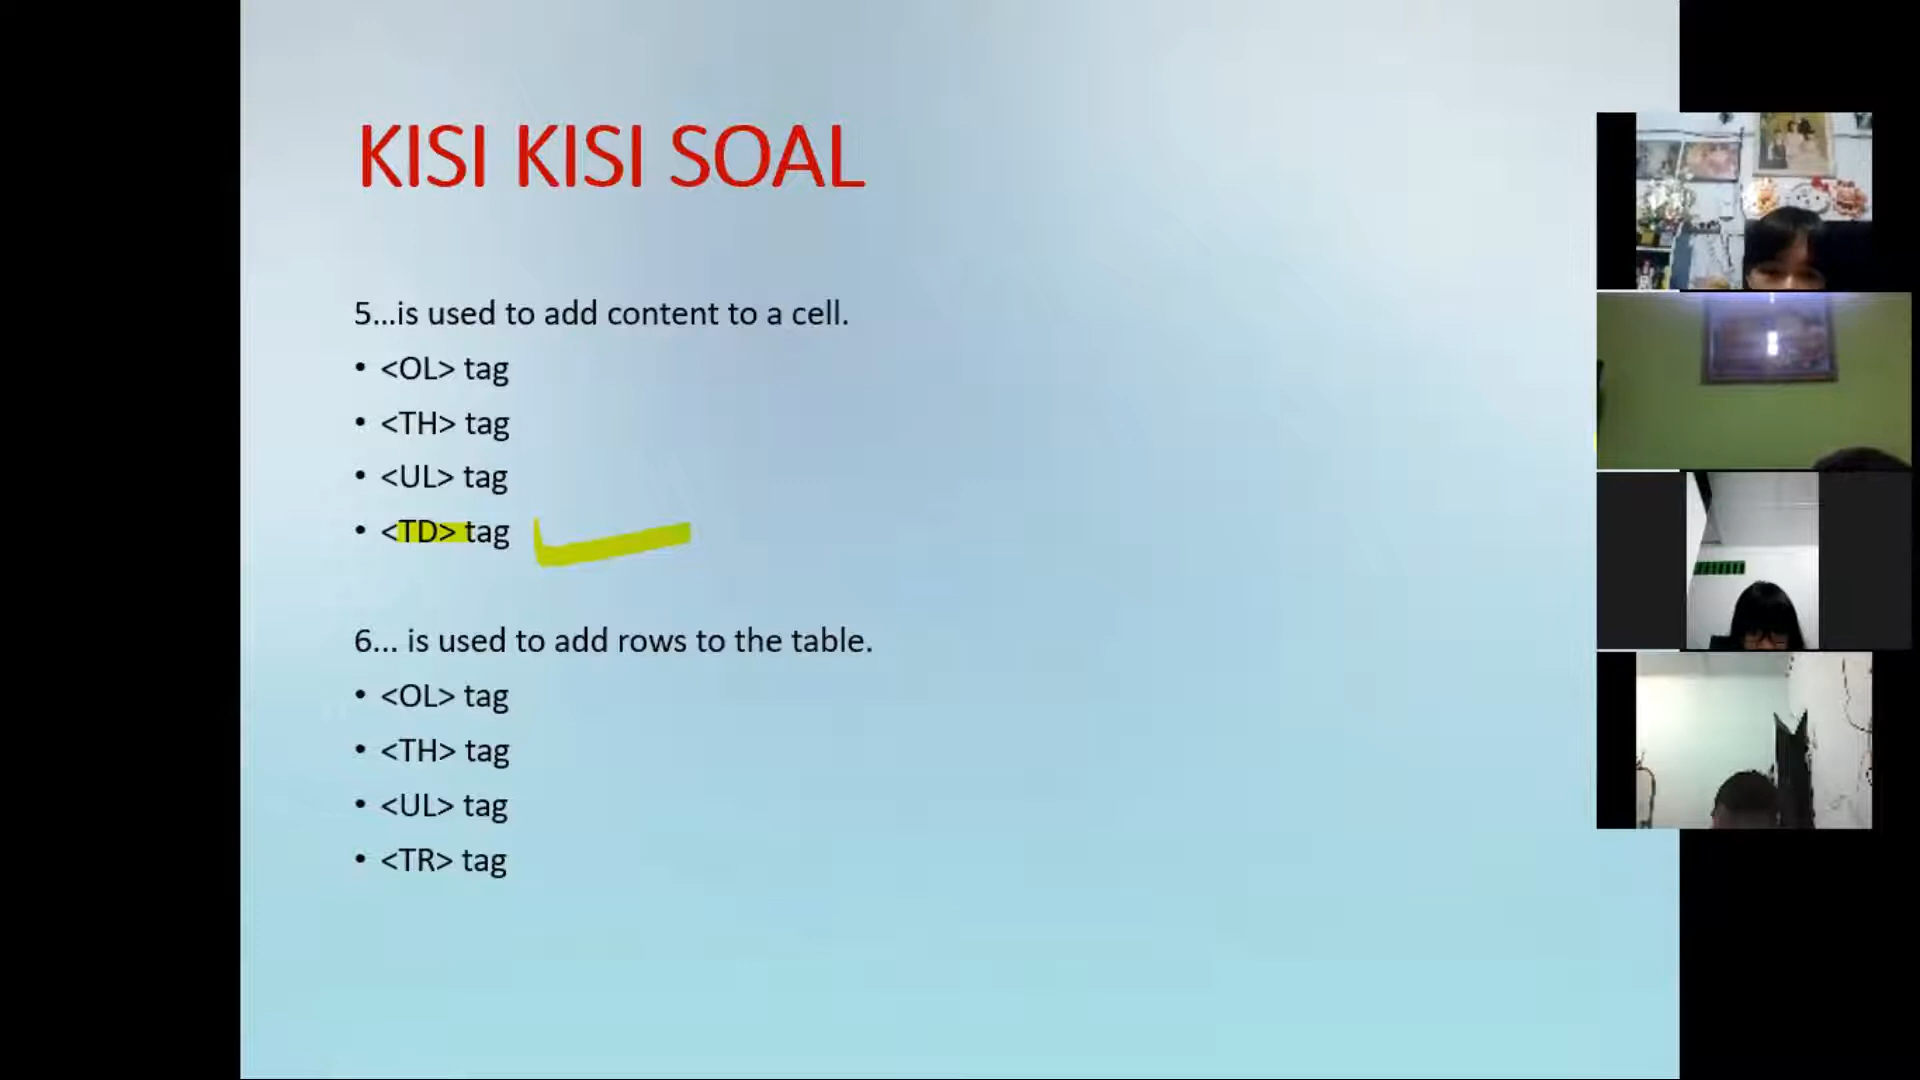 KISI KISI SOAL
5...is used to add content to a cell.
• <OL> tag
• <TH> tag
• <UL> tag
• <TD> tag
6... is used to add rows to the table.
• <OL> tag
• <TH> tag
• <UL> tag
• <TR> tag